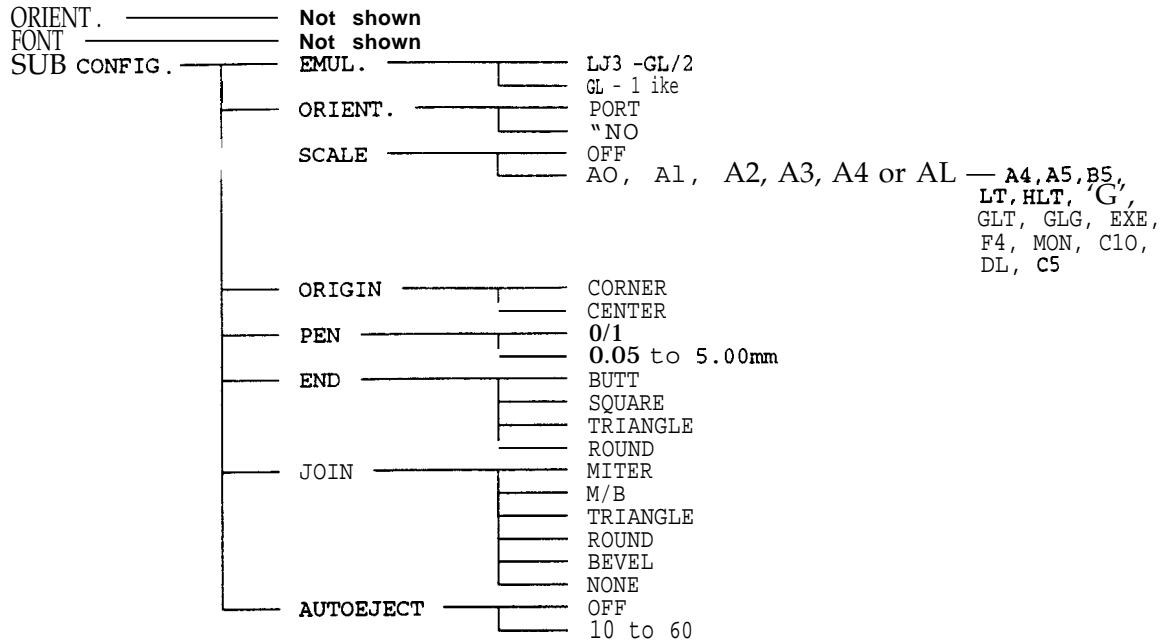 ORIENT. Not shown
FONT Not shown
SUB CONFIG. EMUL. LJ3 -GL/2
GL - 1 ike
ORIENT. PORT
“NO
SCALE OFF
AO, Al, A2, A3, A4 or AL — A4,A5,B5,
LT,HLT, ‘G’,
GLT, GLG, EXE,
F4, MON, C10,
DL, C5
ORIGIN CORNER
CENTER
PEN 0/1
0.05 to 5.00mm
END BUTT
SQUARE
TRIANGLE
ROUND
JOIN MITER
M/B
TRIANGLE
ROUND
BEVEL
NONE
AUTOEJECT OFF
10 to 60